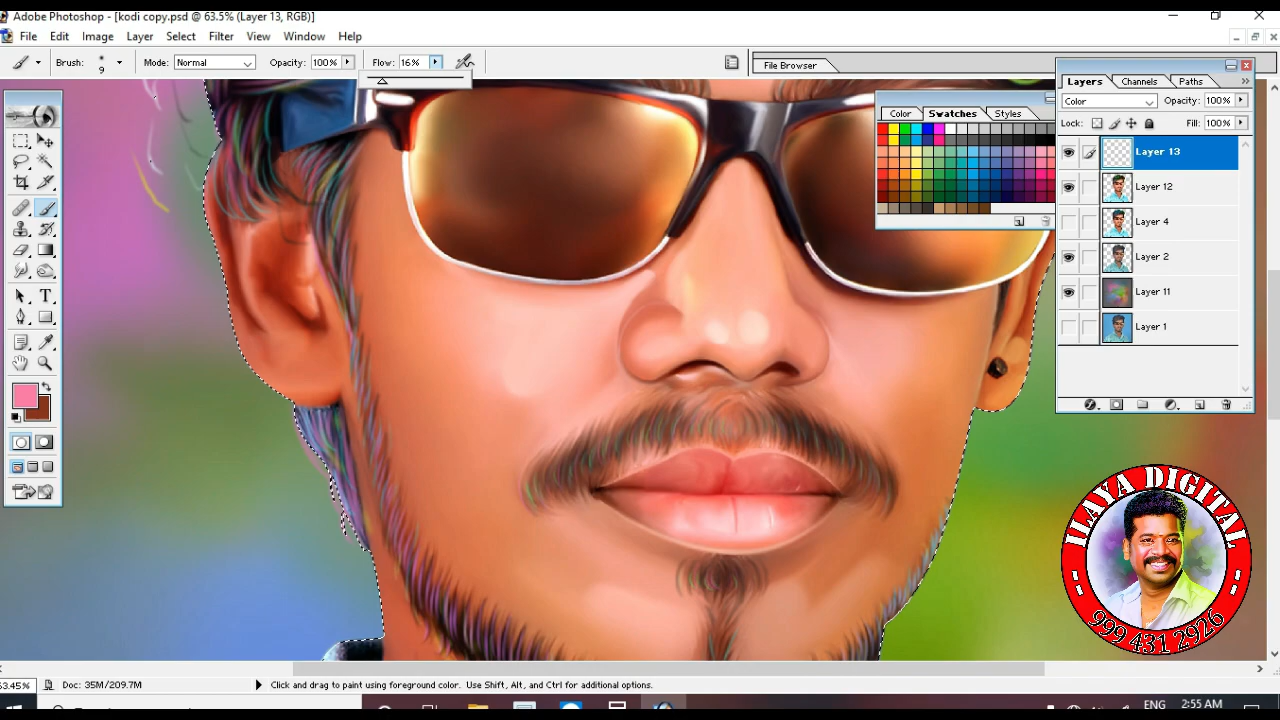 Adobe Photoshop - [kodi copy.psd @ 63.5% (Layer 13, RGB)]
File Edit Image Layer Select Filter View Window Help
Brush: 9 Mode: Normal Opacity: 100% Flow: 16% File Browser
Layers Channels Paths
Color Opacity: 100%
Lock: Fill: 100%
Color Swatches Styles
Layer 13
Layer 12
Layer 4
Layer 2
Layer 11
Layer 1
ILAYA DIGITAL
999 431 2926
63.45% Doc: 35M/209.7M Click and drag to paint using foreground color. Use Shift, Alt, and Ctrl for additional options.
ENG 2:55 AM